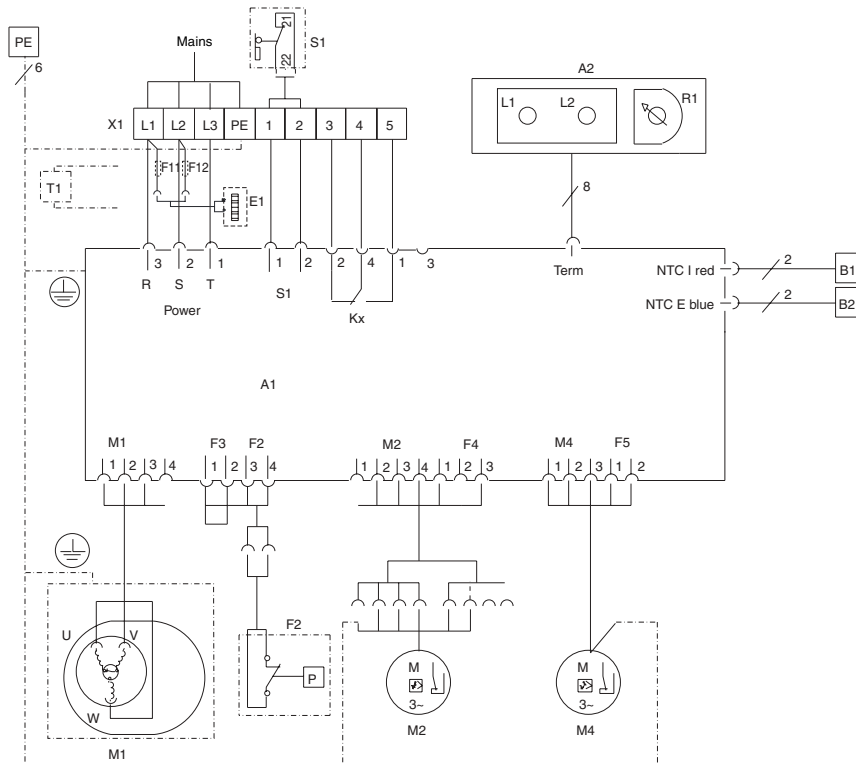 PE
6
Mains
21
22
S1
A2
L1 L2 R1
X1 L1 L2 L3 PE 1 2 3 4 5
F11 F12
T1
E1
8
3 2 1 1 2 2 4 1 3
R S T
S1
Term
Power
Kx
NTC I red 2 B1
NTC E blue 2 B2
A1
M1 F3 F2 M2 F4 M4 F5
1 2 3 4 1 2 3 4 1 2 3 4 1 2 3 1 2 3 1 2
U V
W
M1
F2
P
M
3~
M2
M
3~
M4